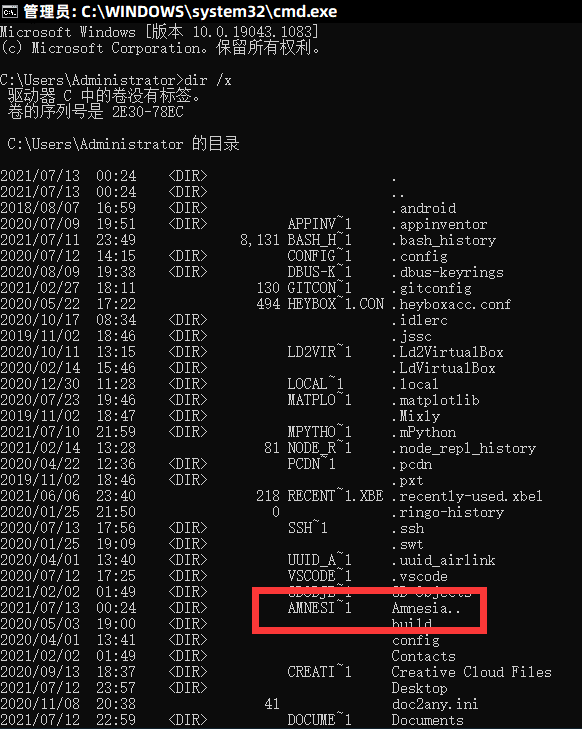 管理员: C:\WINDOWS\system32\cmd.exe
Microsoft Windows [版本 10.0.19043.1083]
(c) Microsoft Corporation。保留所有权利。
C:\Users\Administrator>dir /x
驱动器 C 中的卷没有标签。
卷的序列号是 2E30-78EC
C:\Users\Administrator 的目录
2021/07/13 00:24 <DIR> .
2021/07/13 00:24 <DIR> ..
2018/08/07 16:59 <DIR> .android
2020/07/09 19:51 <DIR> APPINV~1 .appinventor
2021/07/11 23:49 8,131 BASH_H~1 .bash_history
2020/07/12 14:15 <DIR> CONFIG~1 .config
2020/08/09 19:38 <DIR> DBUS-K~1 .dbus-keyrings
2021/02/27 18:11 130 GITCON~1 .gitconfig
2020/05/22 17:22 494 HEYBOX~1.CON .heyboxacc.conf
2020/10/17 08:34 <DIR> .idlerc
2019/11/02 18:46 <DIR> .jssc
2020/10/11 13:15 <DIR> LD2VIR~1 .Ld2VirtualBox
2020/02/14 15:46 <DIR> .LdVirtualBox
2020/12/30 11:28 <DIR> LOCAL~1 .local
2020/07/23 19:46 <DIR> MATPLO~1 .matplotlib
2019/11/02 18:47 <DIR> .Mixly
2021/07/10 21:59 <DIR> MPYTHO~1 .mPython
2021/02/14 13:28 81 NODE_R~1 .node_repl_history
2020/04/22 12:36 <DIR> PCDN~1 .pcdn
2019/11/02 18:46 <DIR> .pxt
2021/06/06 23:40 218 RECENT~1.XBE .recently-used.xbel
2020/01/25 21:50 0 .ringo-history
2020/07/13 17:56 <DIR> SSH~1 .ssh
2020/01/25 19:09 <DIR> .swt
2020/04/01 13:40 <DIR> UUID_A~1 .uuid_airlink
2020/07/12 17:25 <DIR> VSCODE~1 .vscode
2021/02/02 01:49 <DIR> Objects
2021/07/13 00:24 <DIR> AMNESI~1 Amnesia..
2020/05/03 19:00 <DIR> build
2020/04/01 13:41 <DIR> config
2021/02/02 01:49 <DIR> Contacts
2020/09/13 18:37 <DIR> CREATI~1 Creative Cloud Files
2021/07/12 23:57 <DIR> Desktop
2020/11/08 20:38 41 doc2any.ini
2021/07/12 22:59 <DIR> DOCUME~1 Documents